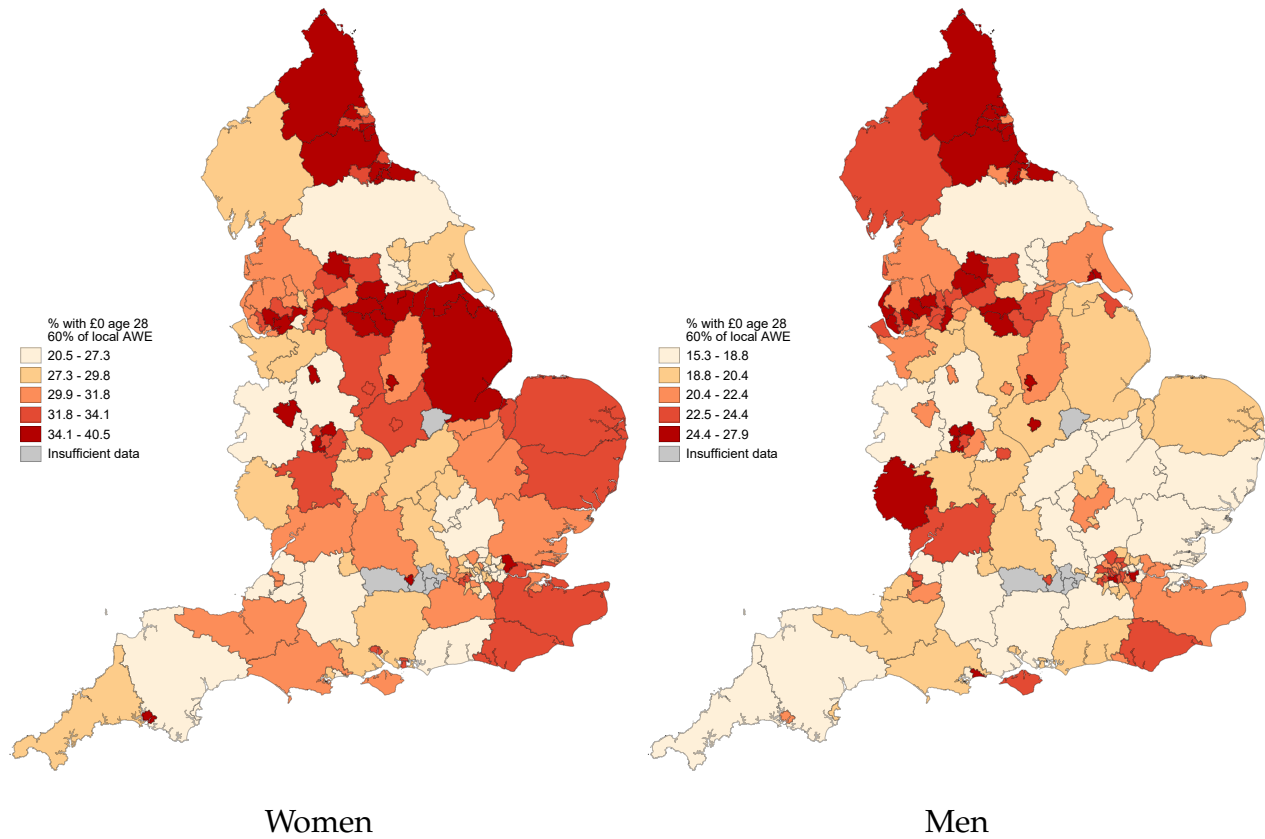 % with £0 age 28
60% of local AWE
20.5 - 27.3
27.3 - 29.8
29.9 - 31.8
31.8 - 34.1
34.1 - 40.5
Insufficient data
Women
% with £0 age 28
60% of local AWE
15.3 - 18.8
18.8 - 20.4
20.4 - 22.4
22.5 - 24.4
24.4 - 27.9
Insufficient data
Men